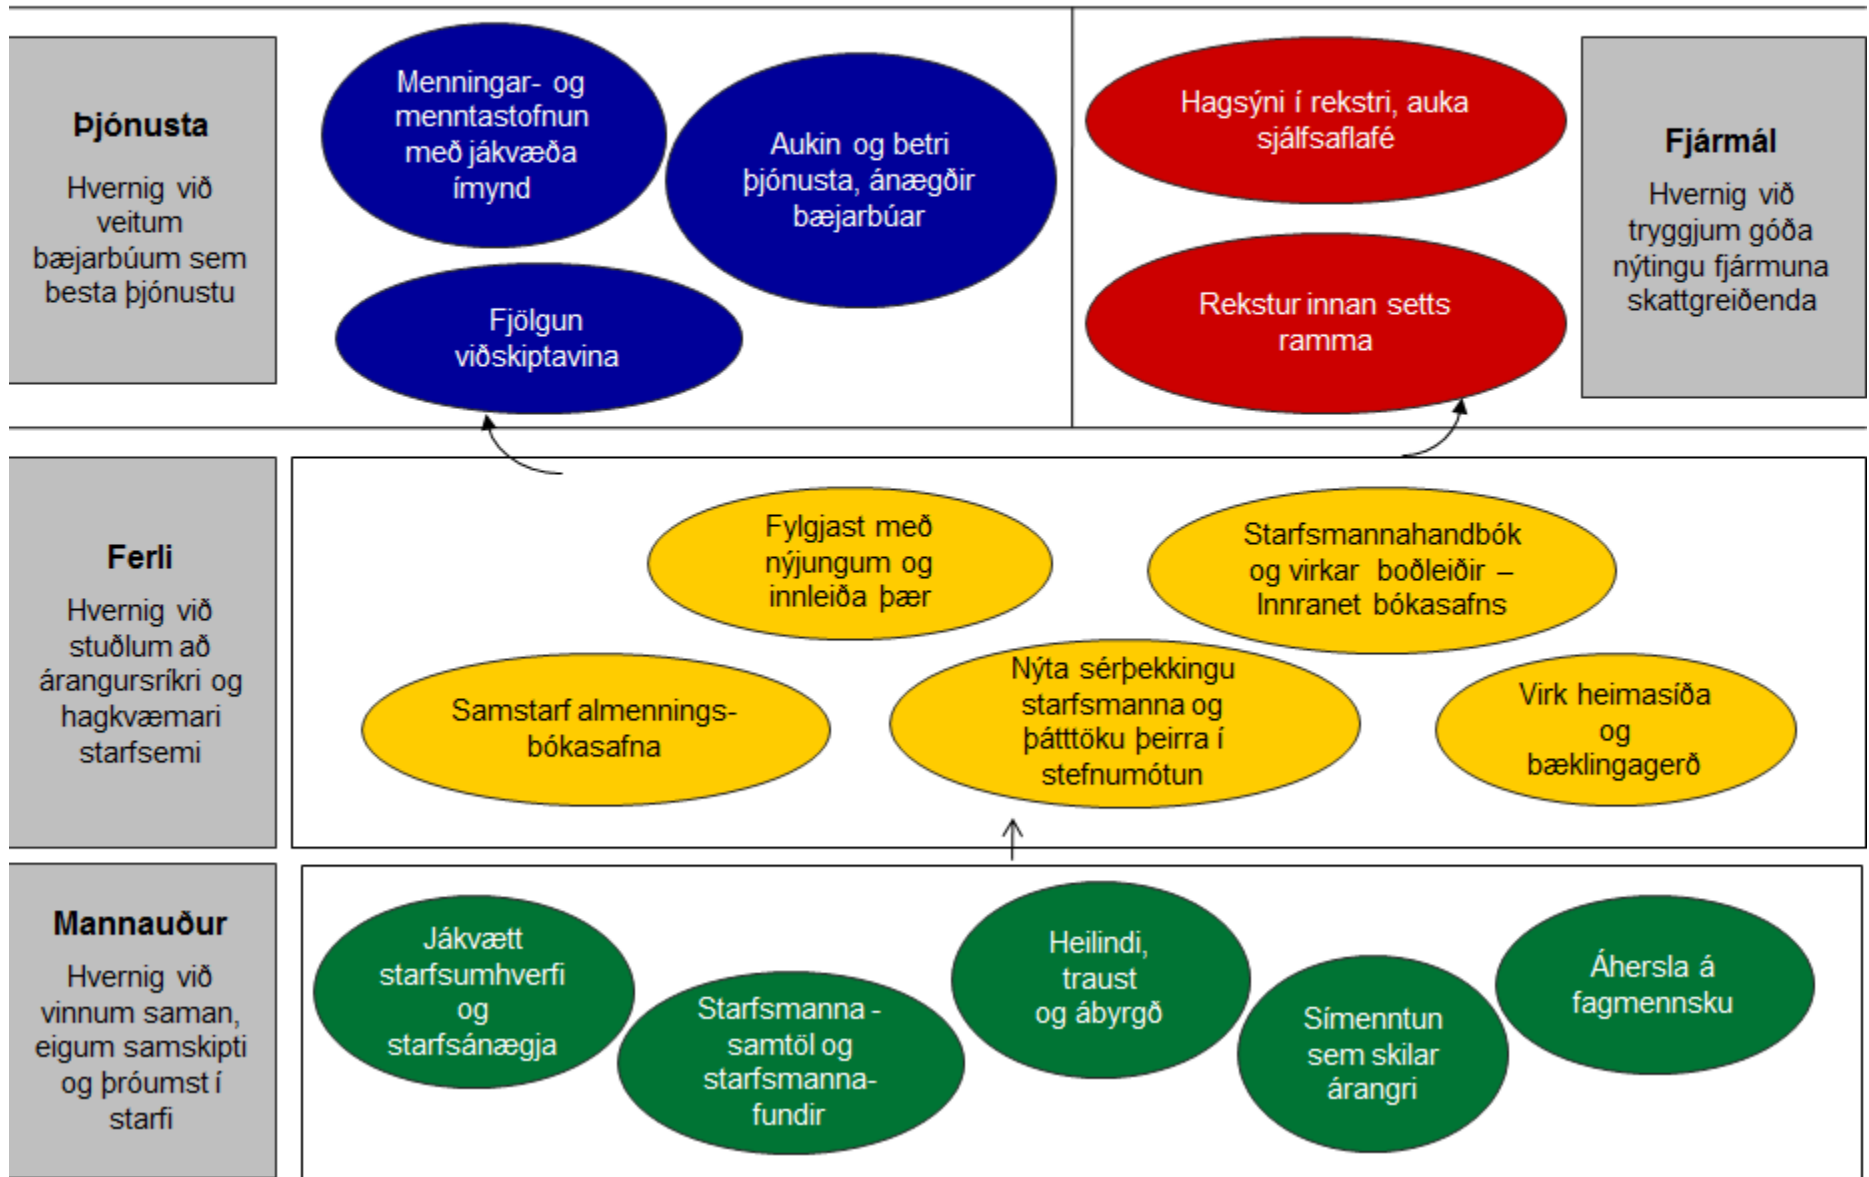 Þjónusta
Hvernig við
veitum
bæjarbúum sem
besta þjónustu
Menningar- og
menntastofnun
með jákvæða
ímynd
Aukin og betri
þjónusta, ánægðir
bæjarbúar
Fjölgun
viðskiptavina
Hagsýni í rekstri, auka
sjálfsaflafé
Rekstur innan setts
ramma
Fjármál
Hvernig við
tryggjum góða
nýtingu fjármuna
skattgreiðenda
Ferli
Hvernig við
stuðlum að
árangursríkri og
hagkvæmari
starfsemi
Fylgjast með
nýjungum og
innleiða þær
Starfsmannahandbók
og virkar boðleiðir –
Innranet bókasafns
Samstarf almennings-
bókasafna
Nýta sérþekkingu
starfsmanna og
þátttöku þeirra í
stefnumótun
Virk heimasíða
og
bæklingagerð
Mannauður
Hvernig við
vinnum saman,
eigum samskipti
og þróumst í
starfi
Jákvætt
starfsumhverfi
og
starfsánægja
Starfsmanna -
samtöl og
starfsmanna-
fundir
Heilindi,
traust
og ábyrgð
Símenntun
sem skilar
árangri
Áhersla á
fagmennsku